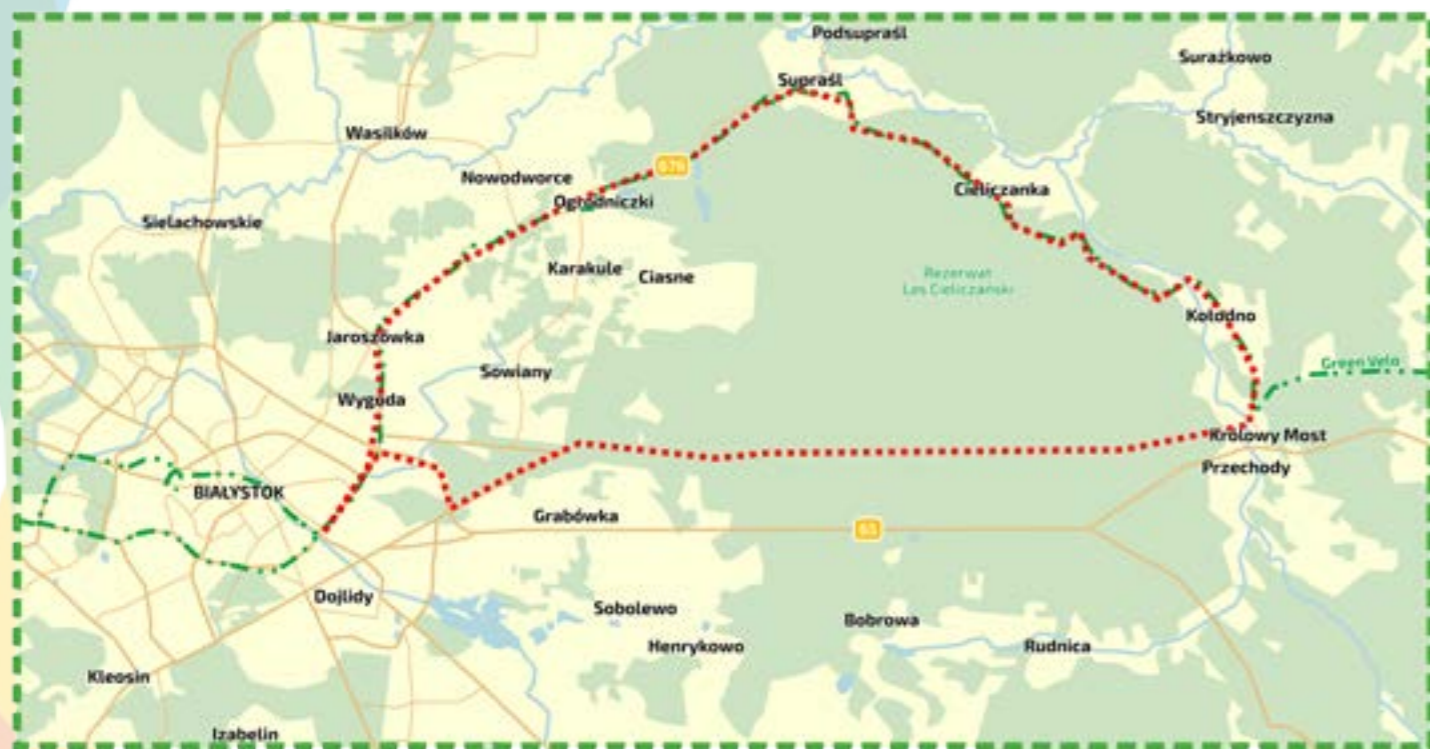 Podsupraśl
Surażkowo
Supraśl
Stryjenszczyzna
Wasilków
676
Nowodworce
Cieliczanka
Ogrodniczki
Sielachowskie
Karakule
Ciasne
Rezerwat
Las Cieliczański
Kołodno
Jaroszówka
Green Velo
Sowiany
Wygoda
Królowy Most
Przechody
BIAŁYSTOK
Grabówka
65
Dojlidy
Sobolewo
Bobrowa
Henrykowo
Rudnica
Kleosin
Izabelin